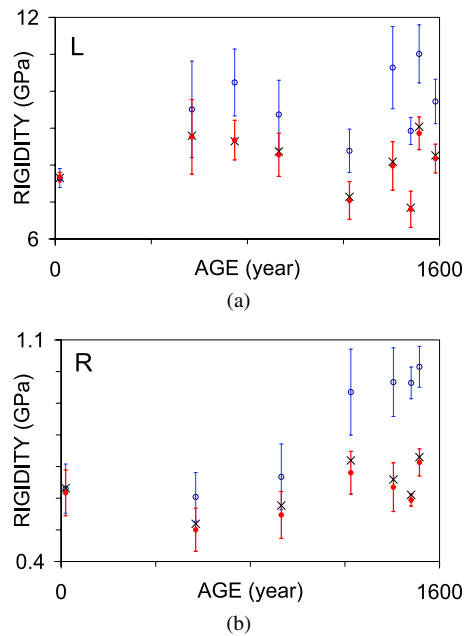 12
L
RIGIDITY (GPa)
6
0
AGE (year)
1600
(a)
1.1
R
RIGIDITY (GPa)
0.4
0
AGE (year)
1600
(b)